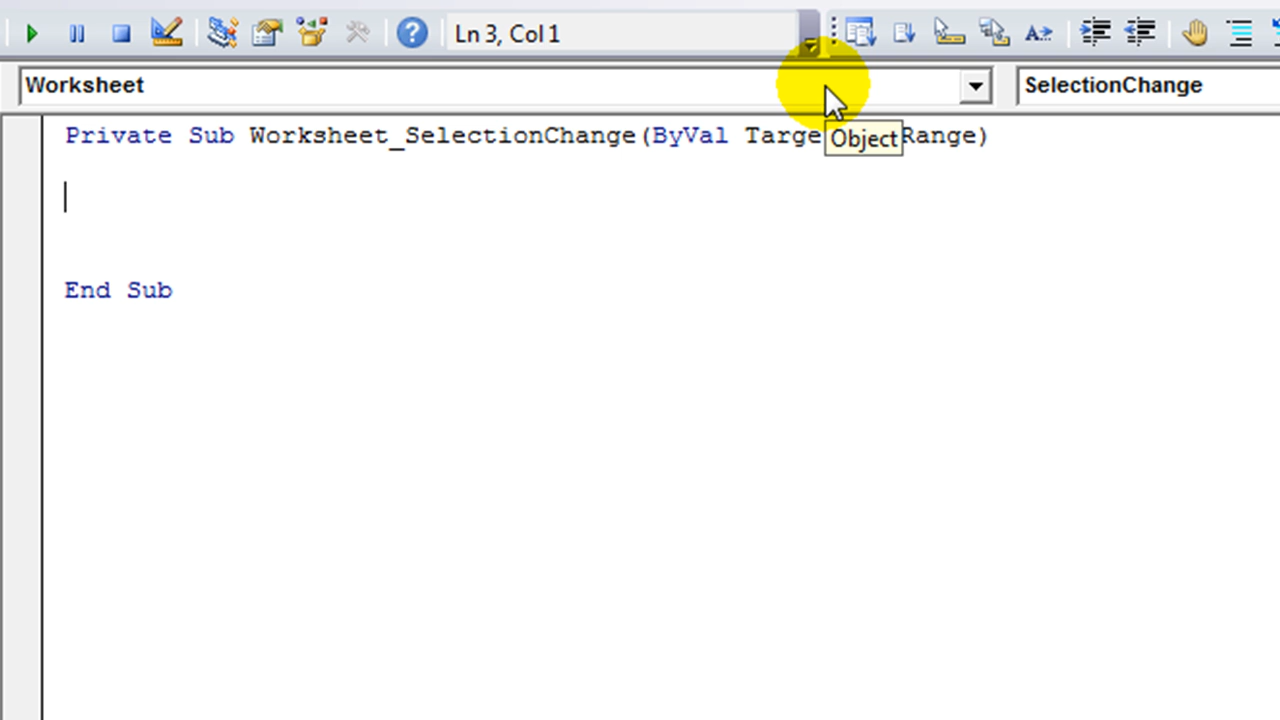 Ln 3, Col 1
Worksheet SelectionChange
Private Sub Worksheet_SelectionChange(ByVal Targe Range)
Object
End Sub